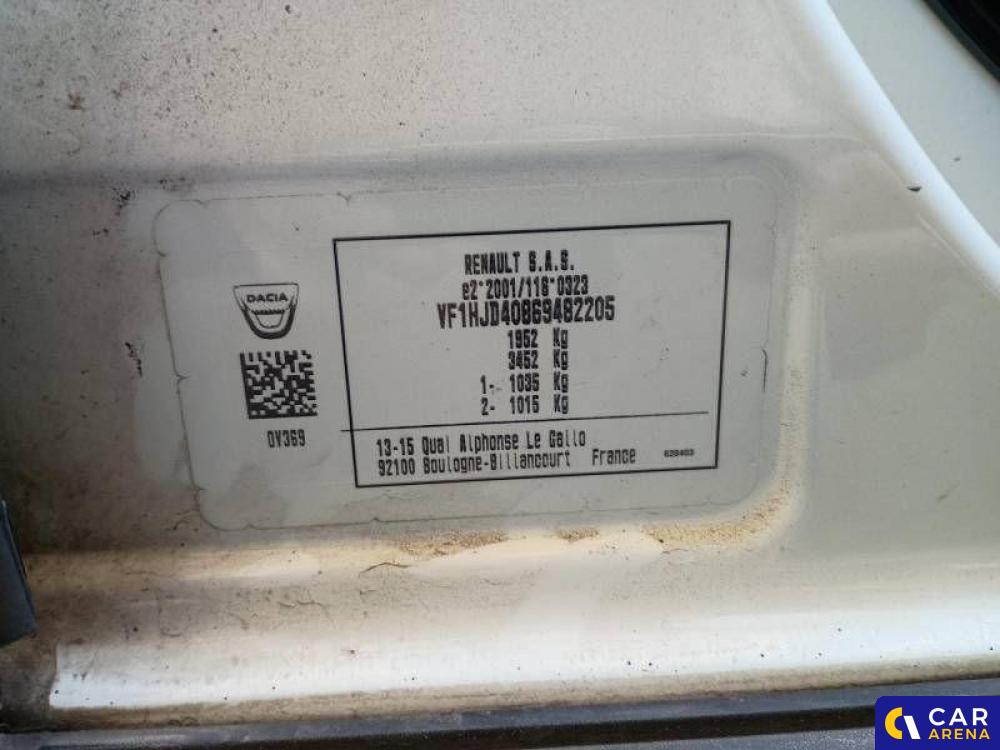 RENAULT S.A.S.
e2*2001/116*0323
VF1HJD40869482205
1952 Kg
3452 Kg
1- 1035 Kg
2- 1015 Kg
DACIA
0V369
13-15 Quai Alphonse Le Gallo
92100 Boulogne-Billancourt France
628403
CAR
ARENA